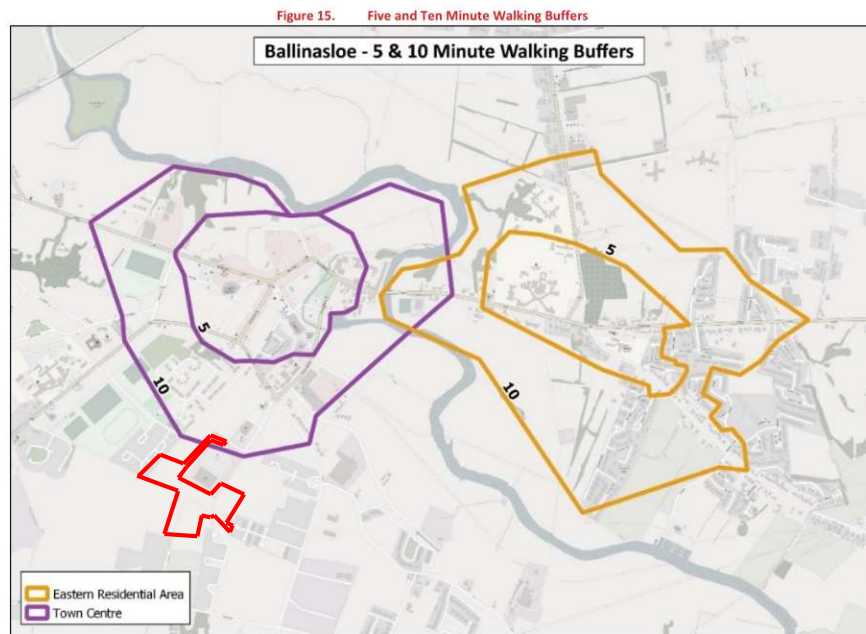 Figure 15. Five and Ten Minute Walking Buffers
Ballinasloe - 5 & 10 Minute Walking Buffers
5
5
10
10
Eastern Residential Area
Town Centre